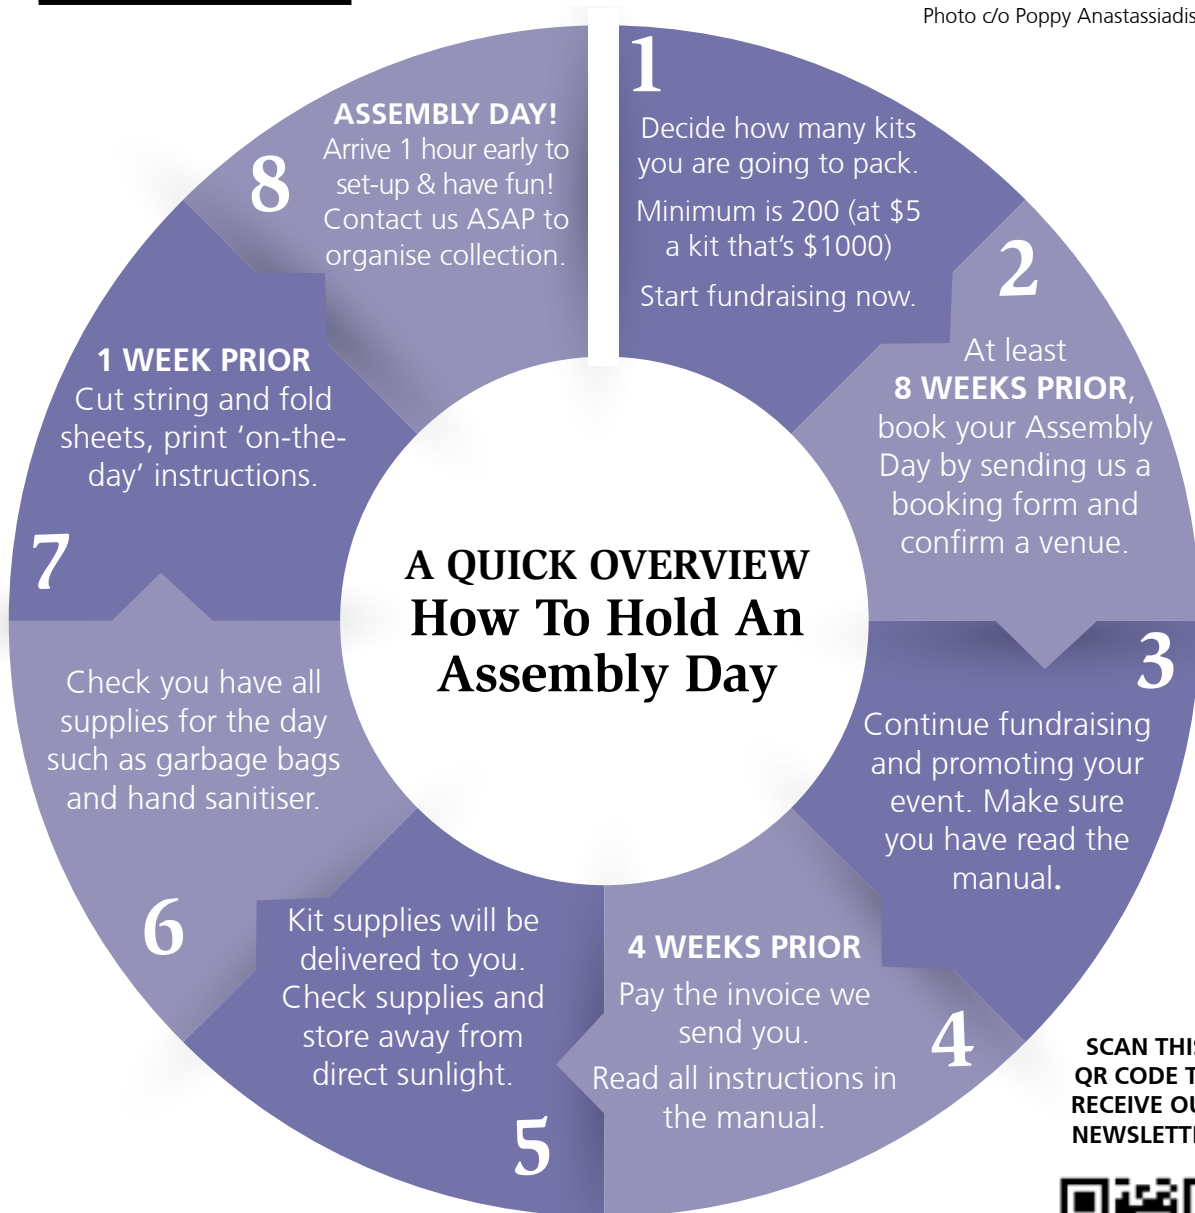 Photo c/o Poppy Anastassiadis
1
Decide how many kits
you are going to pack.
Minimum is 200 (at $5
a kit that's $1000)
Start fundraising now.
2
At least
8 WEEKS PRIOR,
book your Assembly
Day by sending us a
booking form and
confirm a venue.
3
Continue fundraising
and promoting your
event. Make sure
you have read the
manual.
4 WEEKS PRIOR
Pay the invoice we
send you.
Read all instructions in
the manual.
4
Kit supplies will be
delivered to you.
Check supplies and
store away from
direct sunlight.
5
Check you have all
supplies for the day
such as garbage bags
and hand sanitiser.
6
1 WEEK PRIOR
Cut string and fold
sheets, print ‘on-the-
day’ instructions.
7
ASSEMBLY DAY!
Arrive 1 hour early to
set-up & have fun!
Contact us ASAP to
organise collection.
8
A QUICK OVERVIEW
How To Hold An
Assembly Day
SCAN THIS
QR CODE T
RECEIVE OU
NEWSLETTE